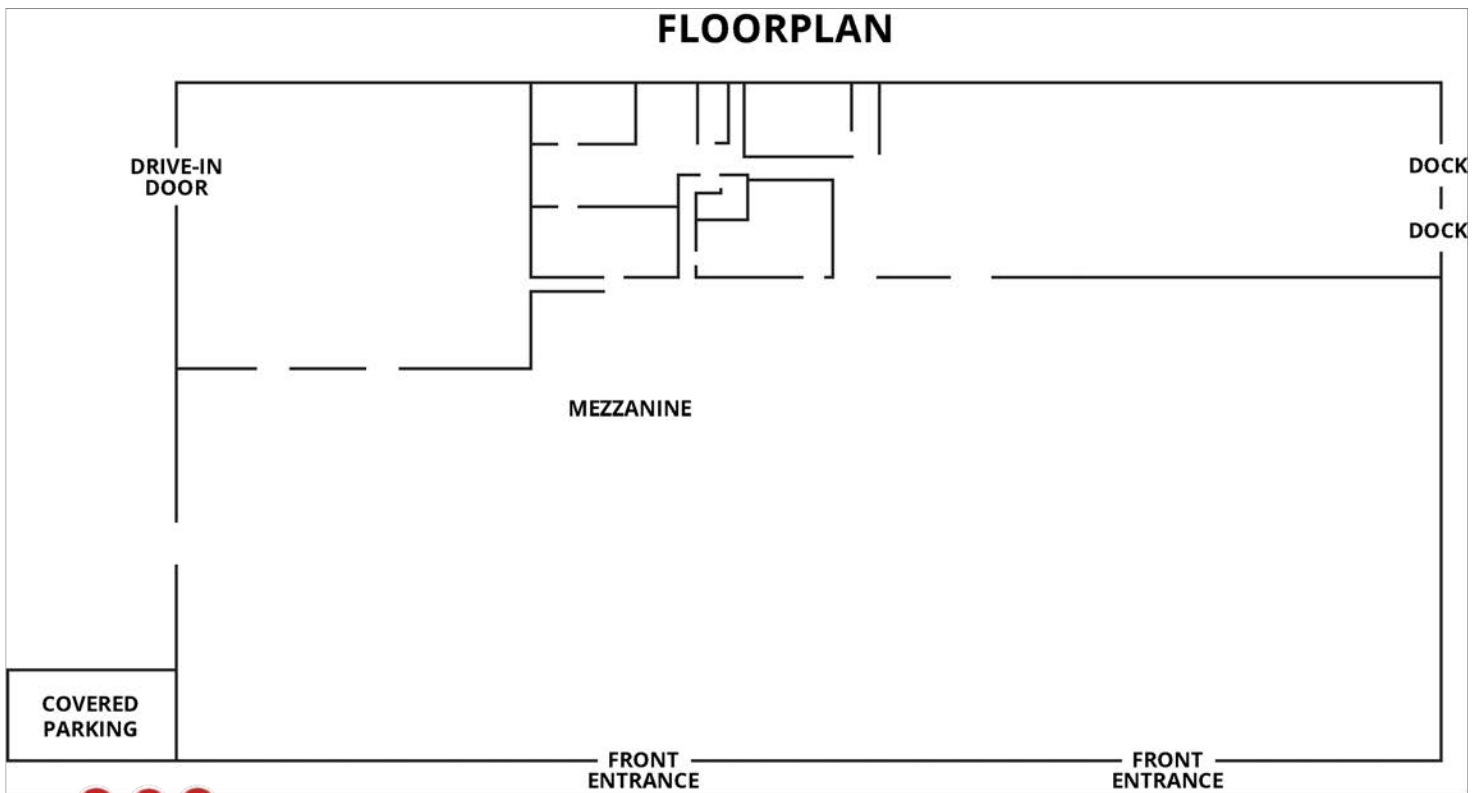 FLOORPLAN
DRIVE-IN
DOOR
DOCK
DOCK
MEZZANINE
COVERED
PARKING
FRONT
ENTRANCE
FRONT
ENTRANCE